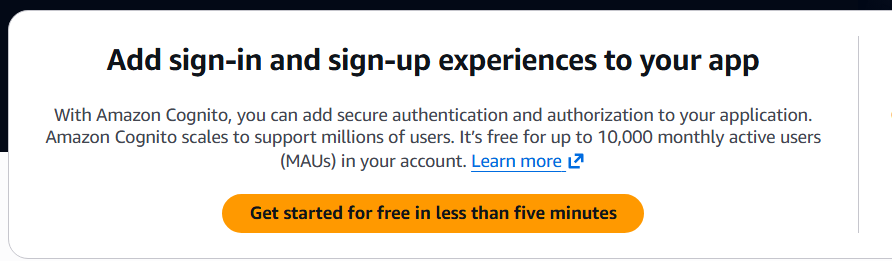 Add sign-in and sign-up experiences to your app
With Amazon Cognito, you can add secure authentication and authorization to your application.
Amazon Cognito scales to support millions of users. It’s free for up to 10,000 monthly active users
(MAUs) in your account. Learn more
Get started for free in less than five minutes